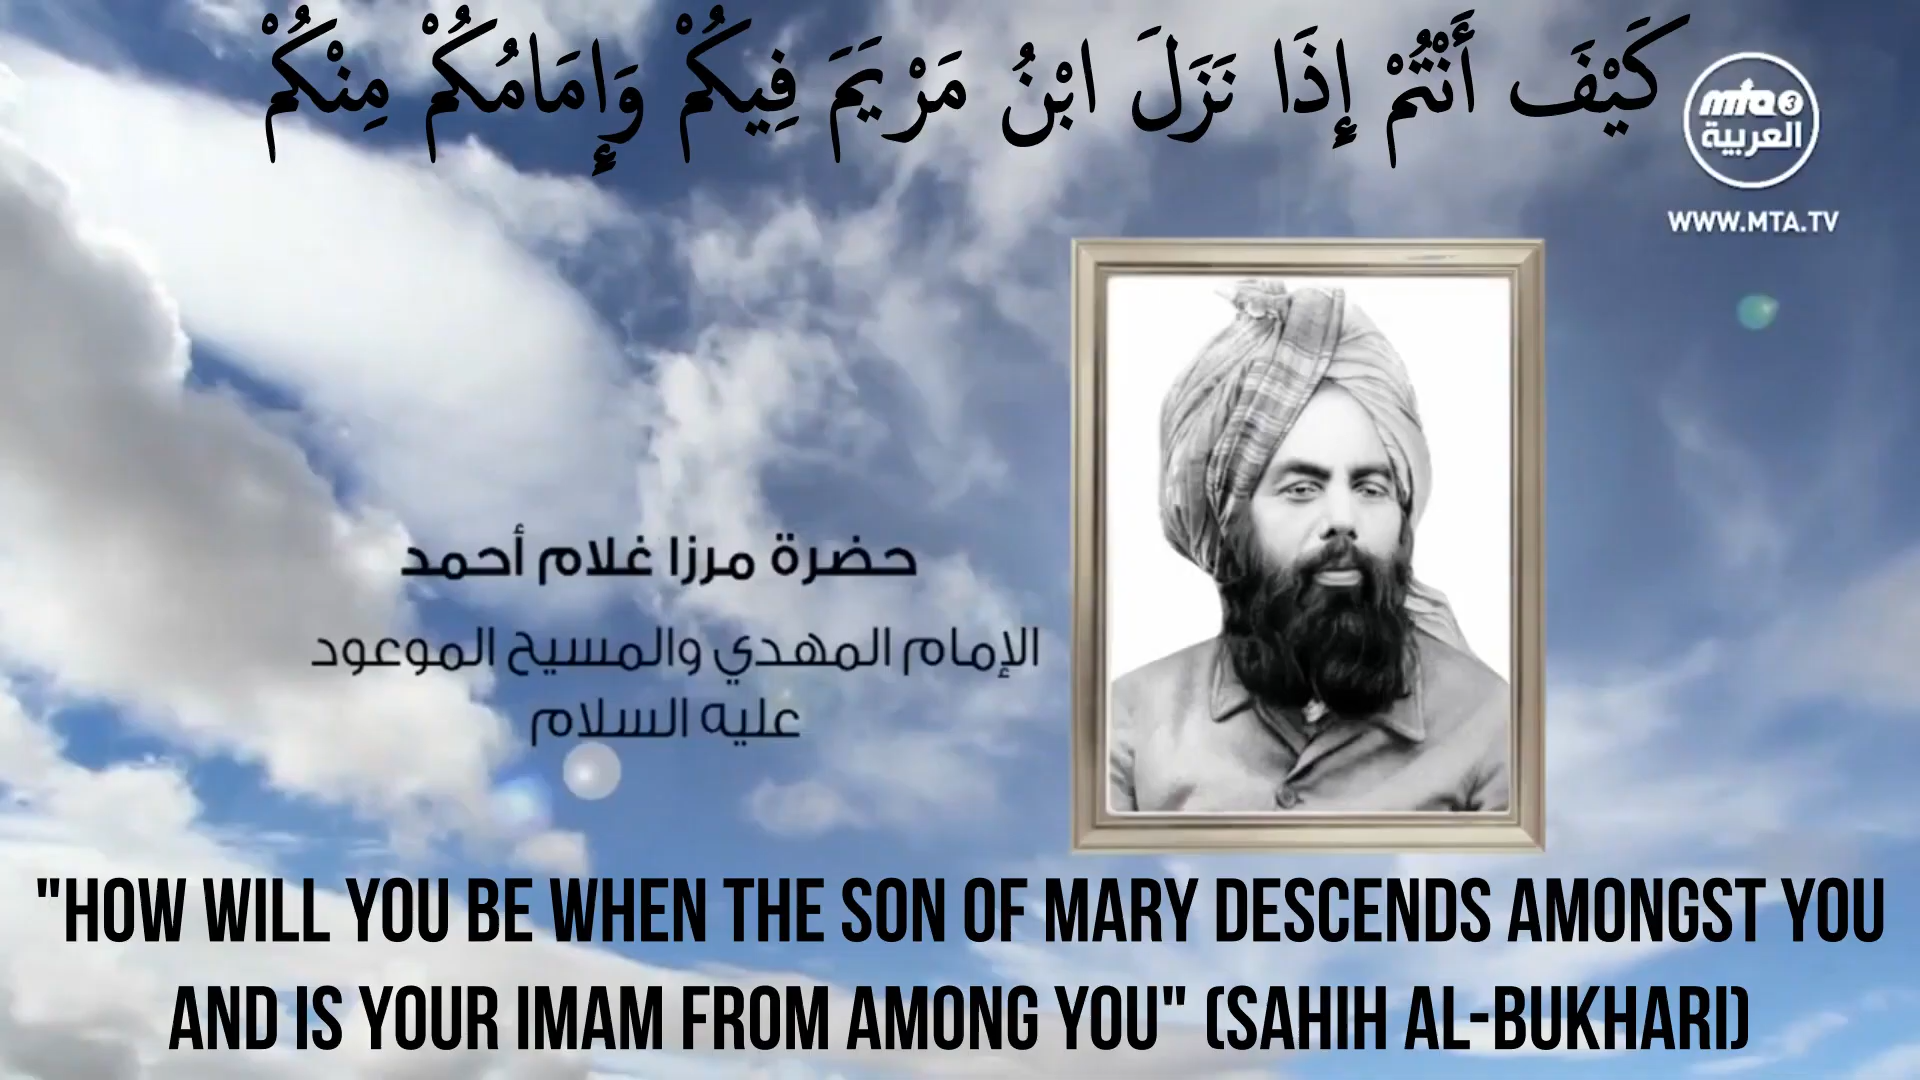 كَيْفَ أَنْتُمْ إِذَا نَزَلَ ابْنُ مَرْيَمَ فِيكُمْ وَإِمَامُكُمْ مِنْكُمْ
mta3
العربية
WWW.MTA.TV
حضرة مرزا غلام أحمد
الإمام المهدي والمسيح الموعود
عليه السلام
"HOW WILL YOU BE WHEN THE SON OF MARY DESCENDS AMONGST YOU
AND IS YOUR IMAM FROM AMONG YOU" (SAHIH AL-BUKHARI)